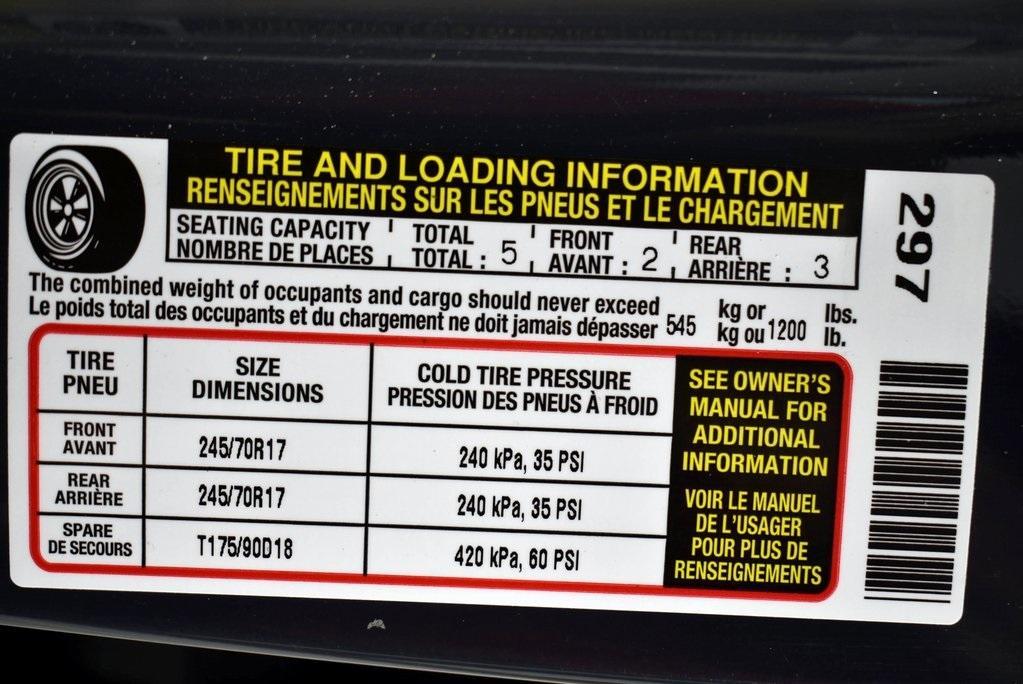 TIRE AND LOADING INFORMATION
RENSEIGNEMENTS SUR LES PNEUS ET LE CHARGEMENT
SEATING CAPACITY TOTAL FRONT REAR
NOMBRE DE PLACES TOTAL : 5 AVANT : 2 ARRIÈRE : 3
The combined weight of occupants and cargo should never exceed kg or lbs.
Le poids total des occupants et du chargement ne doit jamais dépasser 545 kg ou 1200 lb.
TIRE
PNEU
SIZE
DIMENSIONS
COLD TIRE PRESSURE
PRESSION DES PNEUS À FROID
FRONT
AVANT
245/70R17
240 kPa, 35 PSI
REAR
ARRIÈRE
245/70R17
240 kPa, 35 PSI
SPARE
DE SECOURS
T175/90D18
420 kPa, 60 PSI
SEE OWNER'S
MANUAL FOR
ADDITIONAL
INFORMATION
VOIR LE MANUEL
DE L'USAGER
POUR PLUS DE
RENSEIGNEMENTS
297